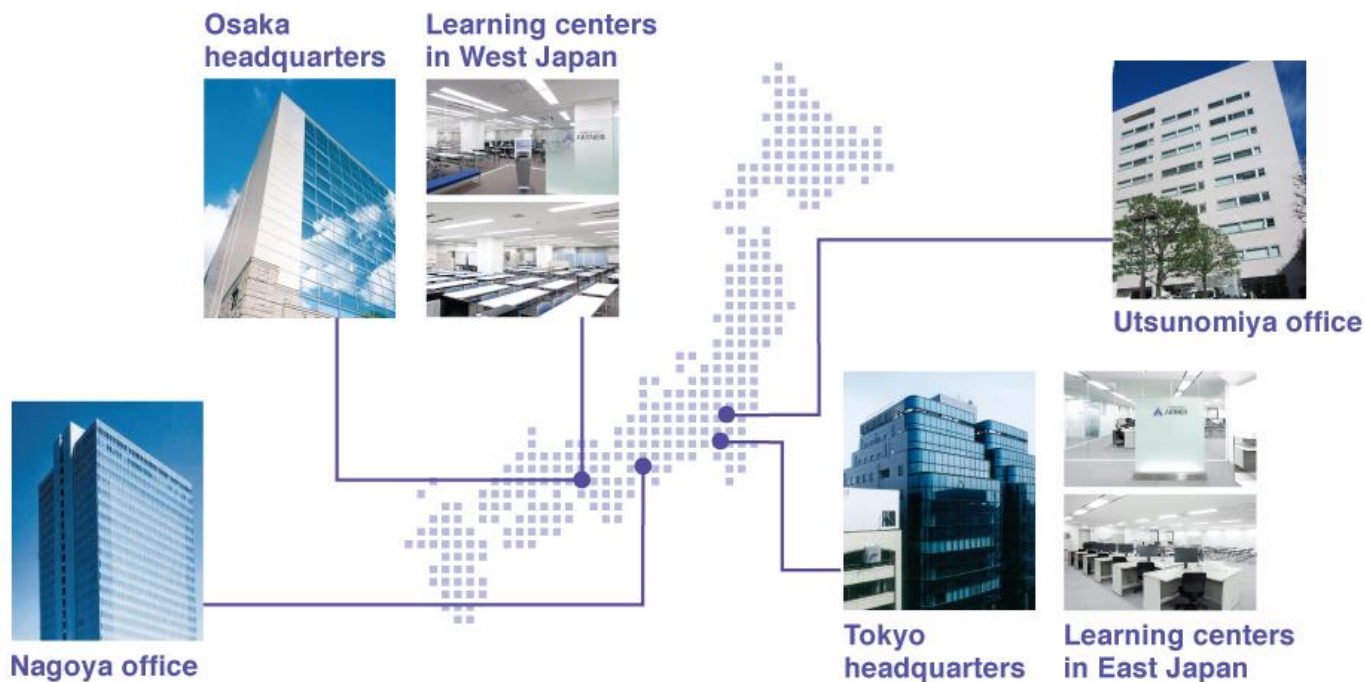 Osaka
headquarters
Learning centers
in West Japan
Utsunomiya office
Nagoya office
Tokyo
headquarters
Learning centers
in East Japan